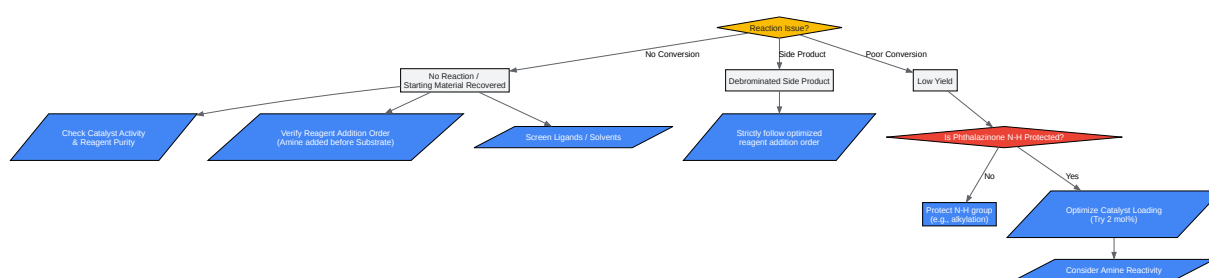 Reaction Issue?
No Conversion
Side Product
Poor Conversion
No Reaction /
Starting Material Recovered
Debrominated Side Product
Low Yield
Check Catalyst Activity
& Reagent Purity
Verify Reagent Addition Order
(Amine added before Substrate)
Screen Ligands / Solvents
Strictly follow optimized
reagent addition order
Is Phthalazinone N-H Protected?
No
Yes
Protect N-H group
(e.g., alkylation)
Optimize Catalyst Loading
(Try 2 mol%)
Consider Amine Reactivity